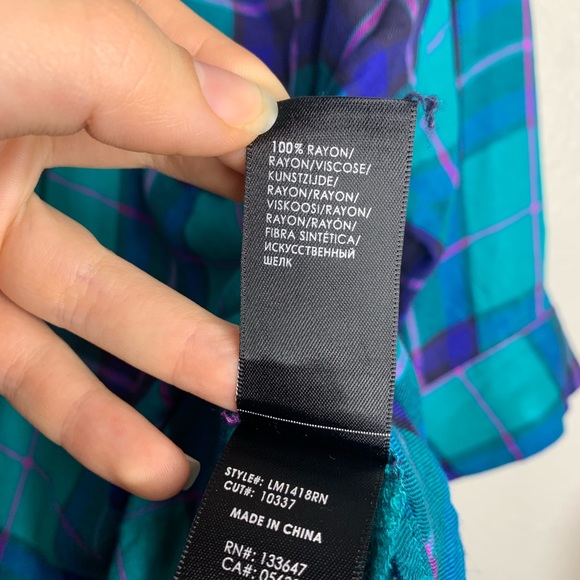 100% RAYON/
RAYON/VISCOSE/
KUNSTZIJDE/
RAYON/RAYON/
VISKOOSI/RAYON/
RAYON/RAYÓN/
FIBRA SINTÉTICA/
ИСКУССТВЕННЫЙ
ШЕЛК
STYLE#: LM1418RN
CUT#: 10337
MADE IN CHINA
RN#: 133647
CA#: